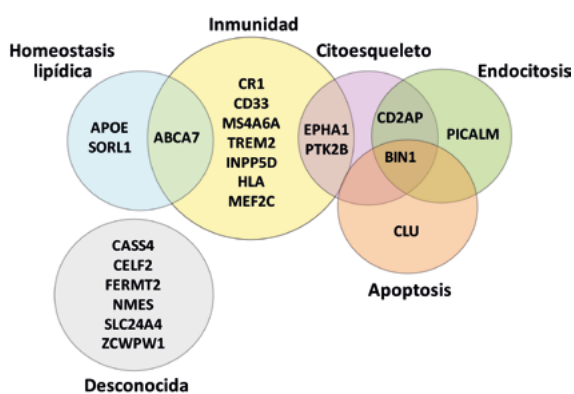 Inmunidad
Homeostasis
lipídica
Citoesqueleto
Endocitosis
APOE
SORL1
ABCA7
CR1
CD33
MS4A6A
TREM2
INPP5D
HLA
MEF2C
EPHA1
PTK2B
CD2AP
BIN1
PICALM
CLU
Apoptosis
CASS4
CELF2
FERMT2
NMES
SLC24A4
ZCWPW1
Desconocida